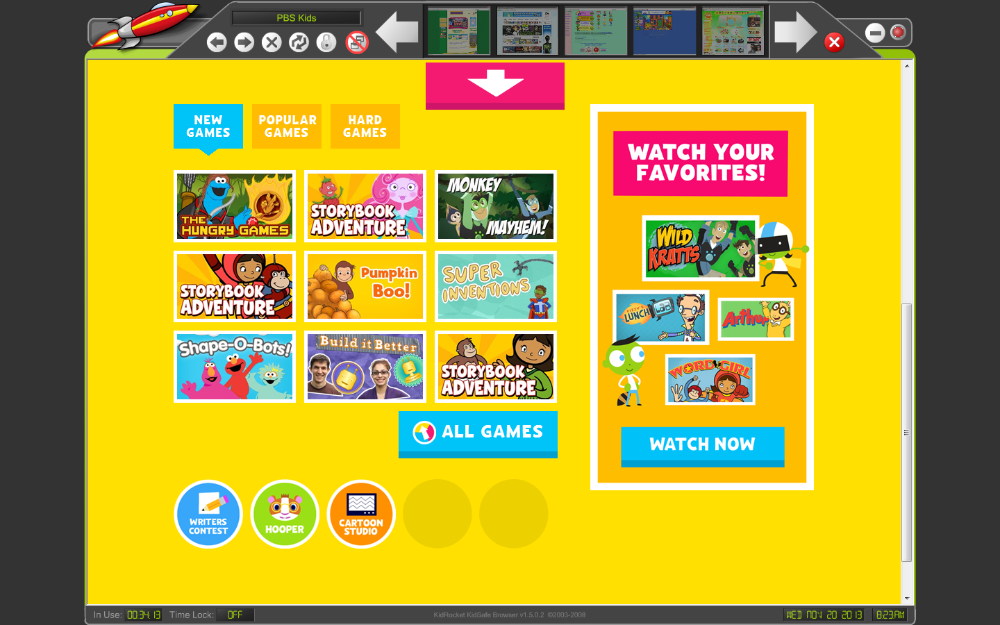 PBS Kids
NEW
GAMES
POPULAR
GAMES
HARD
GAMES
THE
HUNGRY GAMES
STORYBOOK
ADVENTURE
MONKEY
MAYHEM!
STORYBOOK
ADVENTURE
Pumpkin
Boo!
SUPER
INVENTIONS
Shape-O-Bots!
Build it Better
STORYBOOK
ADVENTURE
ALL GAMES
WRITERS
CONTEST
HOOPER
CARTOON
STUDIO
WATCH YOUR
FAVORITES!
WILD
KRATTS
FIZZY'S
LUNCH LAB
Arthur
WORD GIRL
WATCH NOW
In Use: 00:34:13 Time Lock: OFF
KidRocket KidSafe Browser v1.5.0.2 ©2003-2008
WED NOV 20 2013 8:23AM